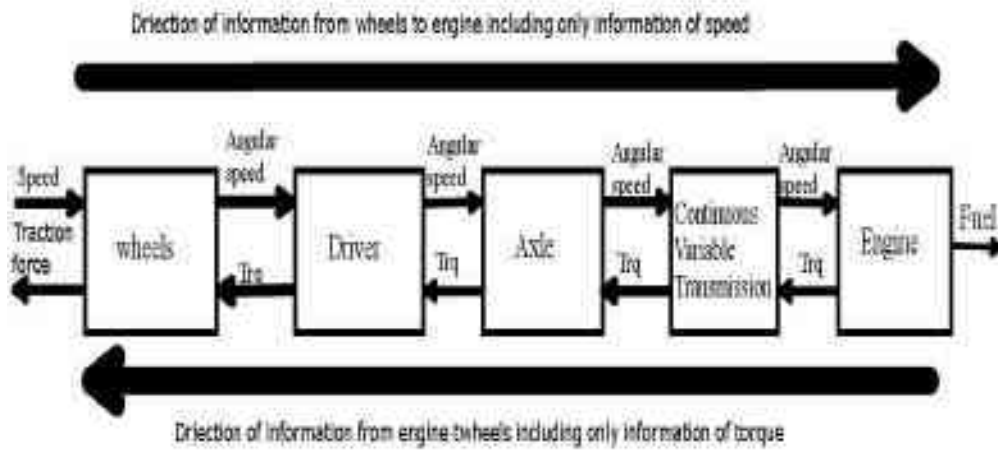 Driection of information from wheels to engine including only information of speed
Speed
Traction
force
wheels
Angular
speed
Trq
Driver
Angular
speed
Trq
Axle
Angular
speed
Trq
Continuous
Variable
Transmission
Angular
speed
Trq
Engine
Fuel
Driection of information from engine twheels including only information of torque